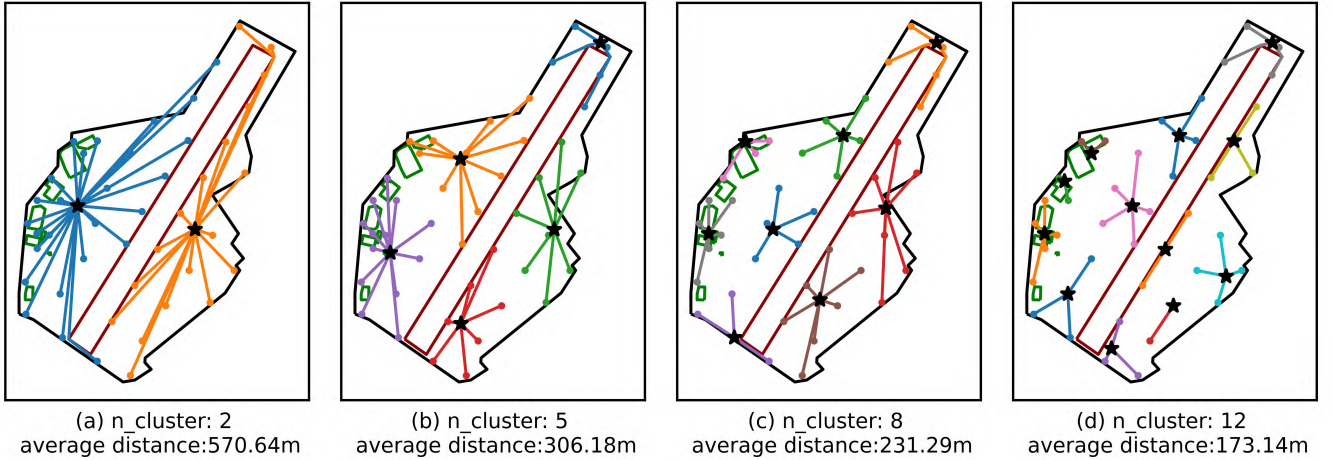 (a) n_cluster: 2
average distance:570.64m
(b) n_cluster: 5
average distance:306.18m
(c) n_cluster: 8
average distance:231.29m
(d) n_cluster: 12
average distance:173.14m